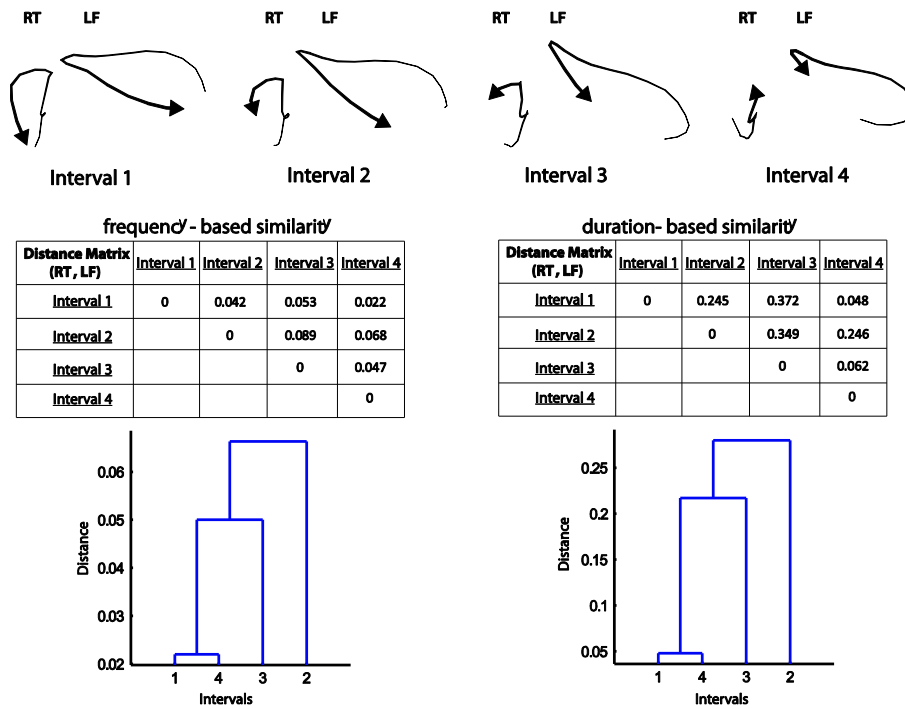 RT LF RT LF RT LF RT LF
Interval 1 Interval 2 Interval 3 Interval 4
frequency - based similarity
Distance Matrix (RT , LF) Interval 1 Interval 2 Interval 3 Interval 4
Interval 1 0 0.042 0.053 0.022
Interval 2 0 0.089 0.068
Interval 3 0 0.047
Interval 4 0
duration- based similarity
Distance Matrix (RT , LF) Interval 1 Interval 2 Interval 3 Interval 4
Interval 1 0 0.245 0.372 0.048
Interval 2 0 0.349 0.246
Interval 3 0 0.062
Interval 4 0
0.06
0.05
0.04
0.03
0.02
Distance
1 4 3 2
Intervals
0.25
0.2
0.15
0.1
0.05
Distance
1 4 3 2
Intervals